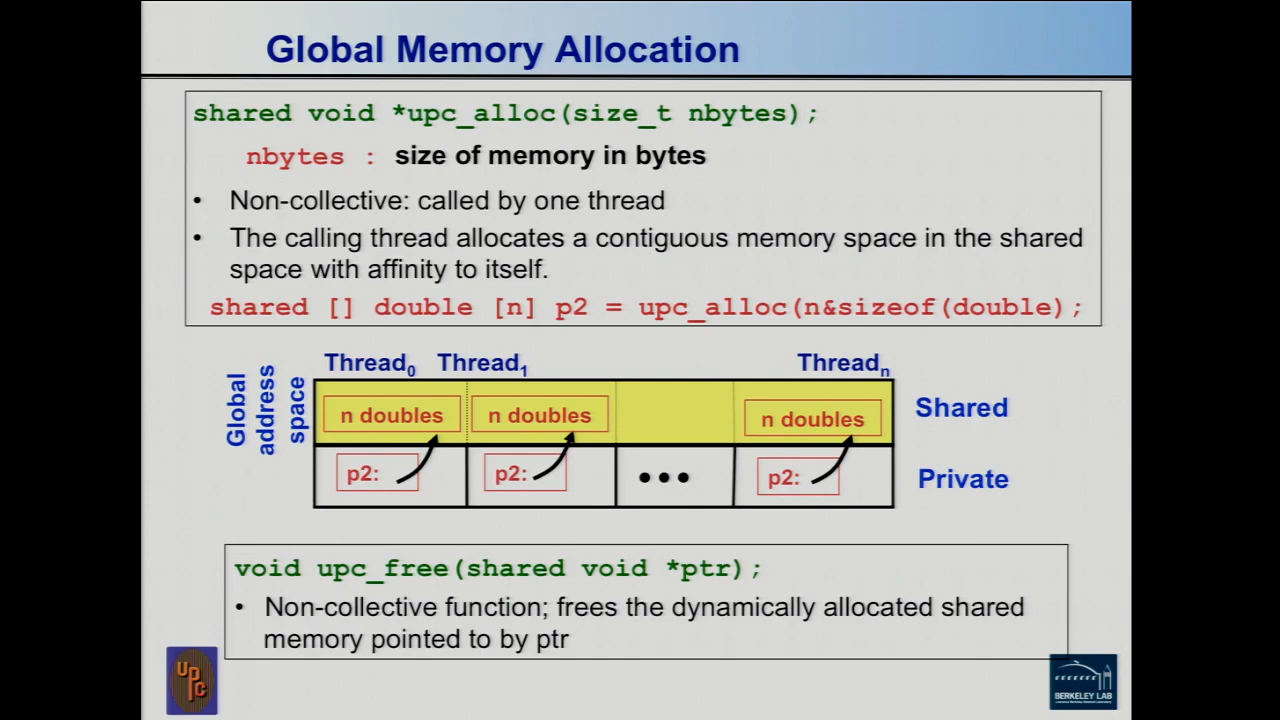 Global Memory Allocation
shared void *upc_alloc(size_t nbytes);
nbytes : size of memory in bytes
• Non-collective: called by one thread
• The calling thread allocates a contiguous memory space in the shared
space with affinity to itself.
shared [] double [n] p2 = upc_alloc(n&sizeof(double);
Thread0 Thread1 Threadn
Global
address
space
n doubles n doubles n doubles
Shared
p2: p2: ••• p2:
Private
void upc_free(shared void *ptr);
• Non-collective function; frees the dynamically allocated shared
memory pointed to by ptr
UPC
BERKELEY LAB